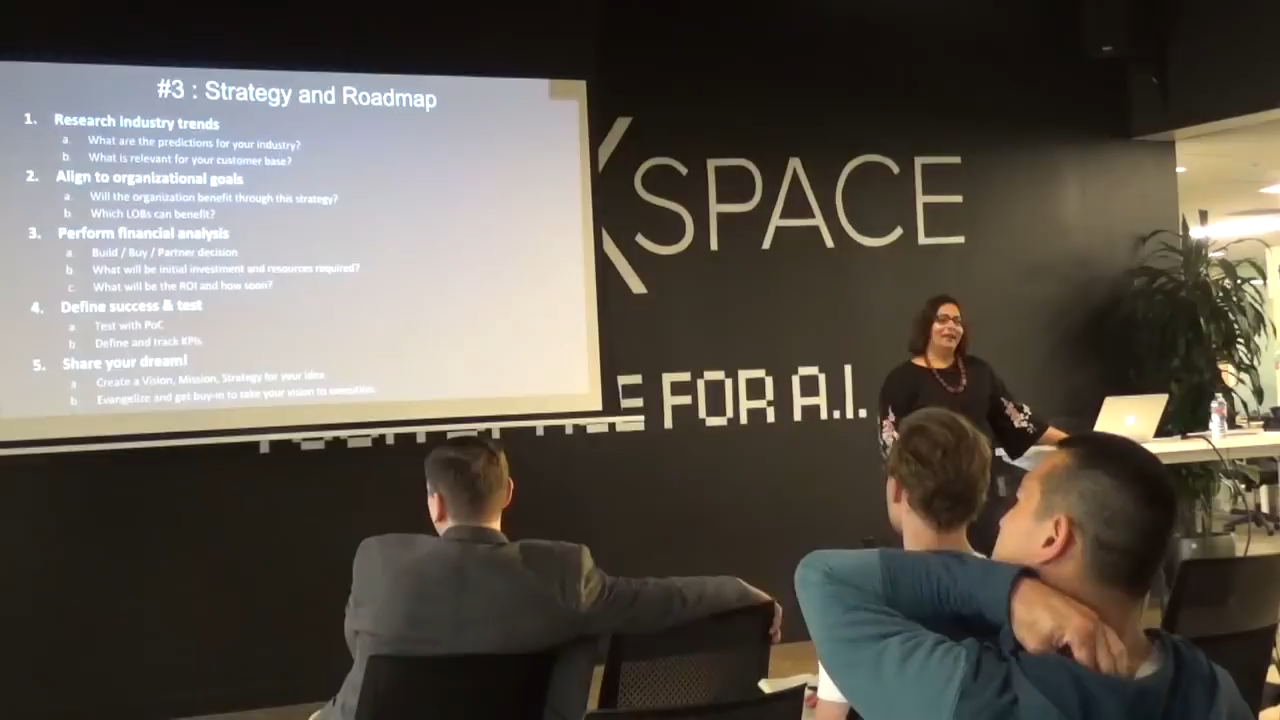 #3 : Strategy and Roadmap
1. Research industry trends
a. What are the predictions for your industry?
b. What is relevant for your customer base?
2. Align to organizational goals
a. Will the organization benefit through this strategy?
b. Which LOBs can benefit?
3. Perform financial analysis
a. Build / Buy / Partner decision
b. What will be initial investment and resources required?
c. What will be the ROI and how soon?
4. Define success & test
a. Test with PoC
b. Define and track KPIs
5. Share your dream!
a. Create a Vision, Mission, Strategy for your idea
b. Evangelize and get buy-in to take your vision to execution
SPACE
FOR A.I.